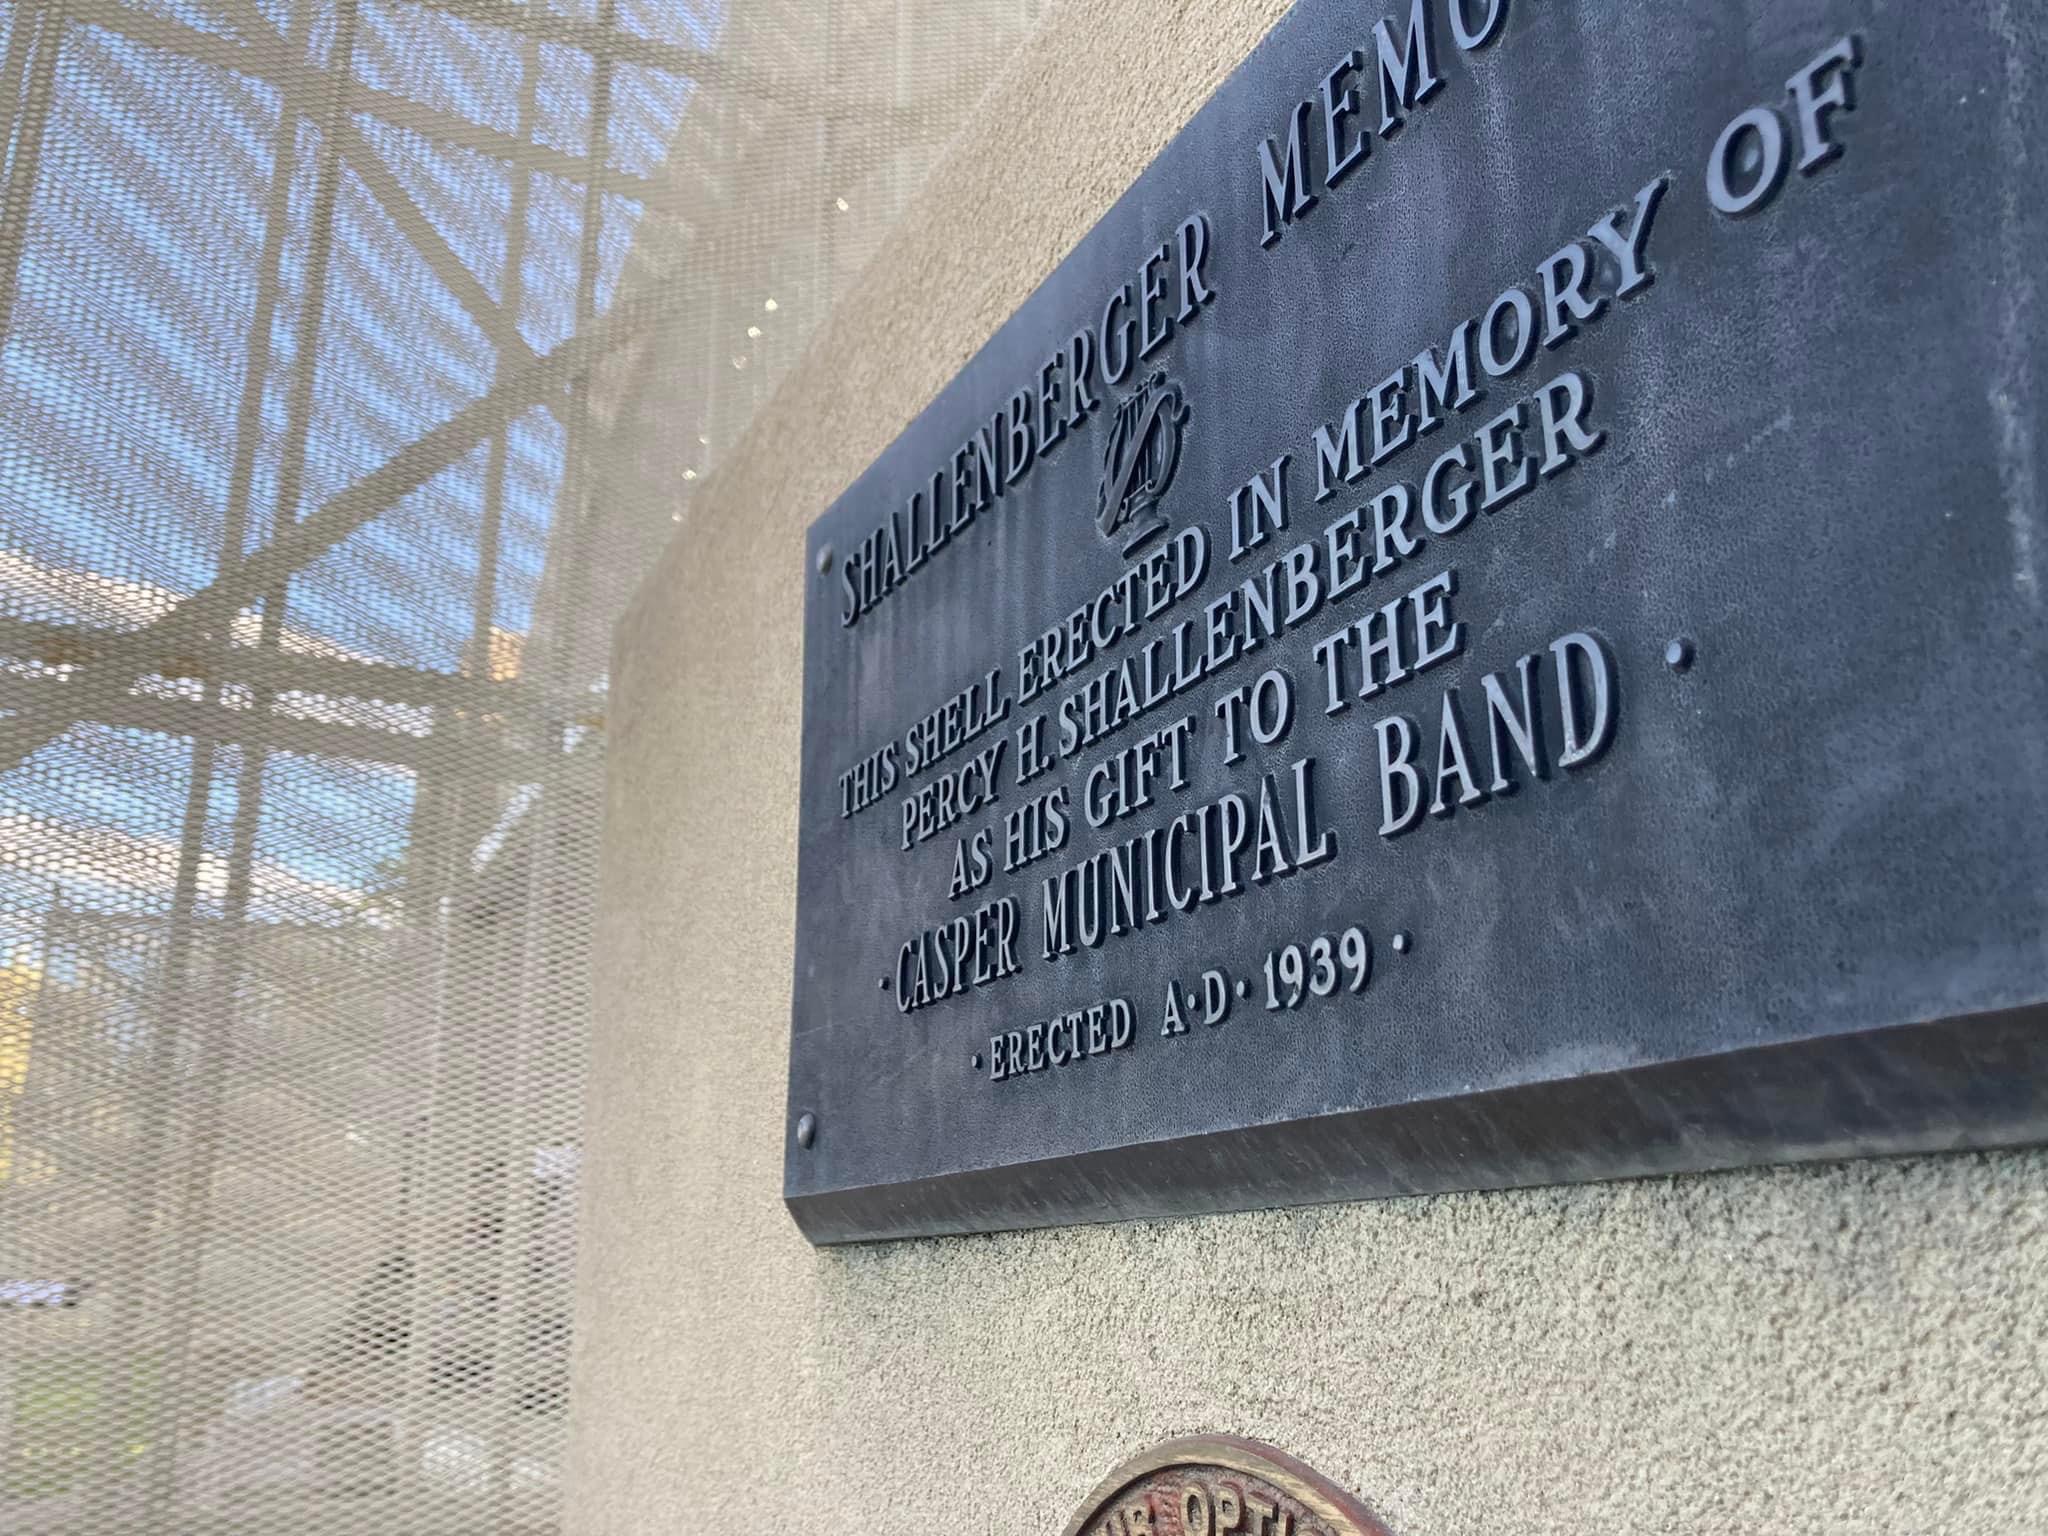 SHALLENBERGER MEMO
THIS SHELL ERECTED IN MEMORY OF
PERCY H. SHALLENBERGER
AS HIS GIFT TO THE
· CASPER MUNICIPAL BAND ·
· ERECTED A·D· 1939 ·
OPTI